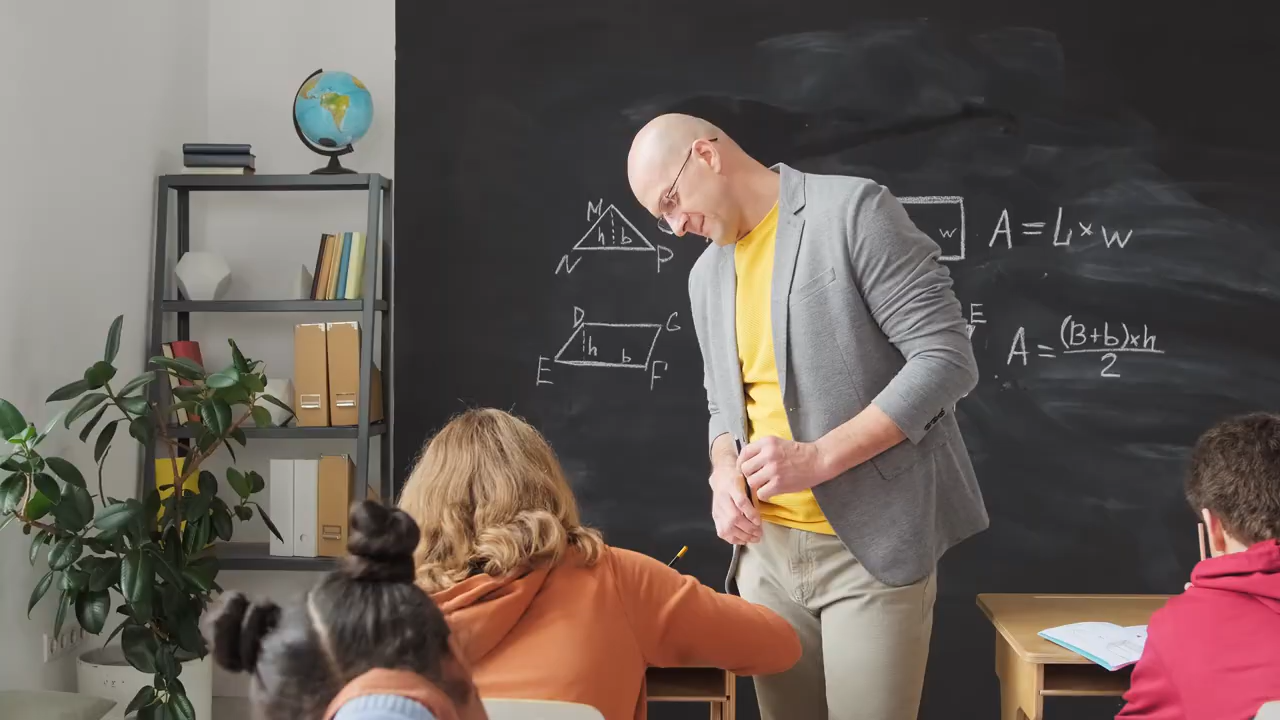 M
h b
N P
w
A = L × w
D G
h b
E F
E
A = (B+b)×h
2